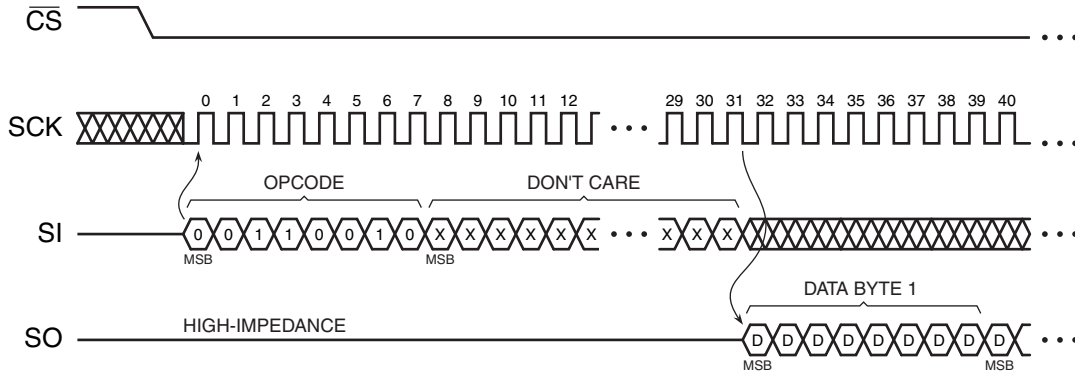 CS
0 1 2 3 4 5 6 7 8 9 10 11 12 29 30 31 32 33 34 35 36 37 38 39 40
SCK
OPCODE DON'T CARE
SI 0 0 1 1 0 0 1 0 X X X X X X X X X
MSB MSB
DATA BYTE 1
HIGH-IMPEDANCE
SO D D D D D D D D D
MSB MSB